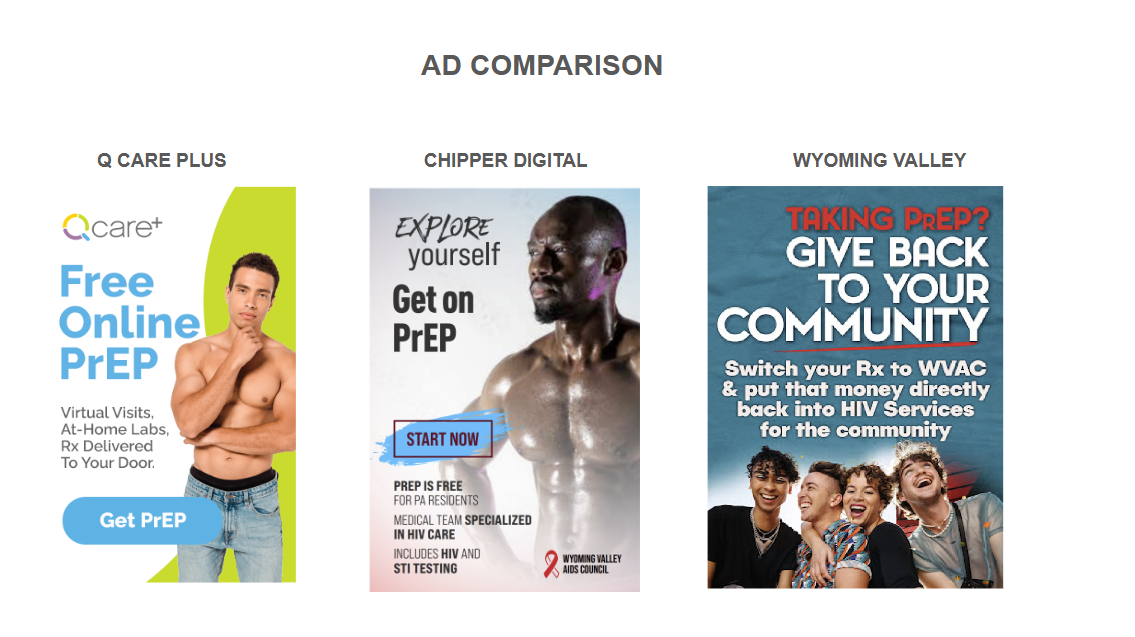 AD COMPARISON
Q CARE PLUS
Qcare+
Free
Online
PrEP
Virtual Visits,
At-Home Labs,
Rx Delivered
To Your Door.
Get PrEP
CHIPPER DIGITAL
EXPLORE
yourself
Get on
PrEP
START NOW
PREP IS FREE
FOR PA RESIDENTS
MEDICAL TEAM SPECIALIZED
IN HIV CARE
INCLUDES HIV AND
STI TESTING
WYOMING VALLEY
AIDS COUNCIL
WYOMING VALLEY
TAKING PrEP?
GIVE BACK
TO YOUR
COMMUNITY
Switch your Rx to WVAC
& put that money directly
back into HIV Services
for the community